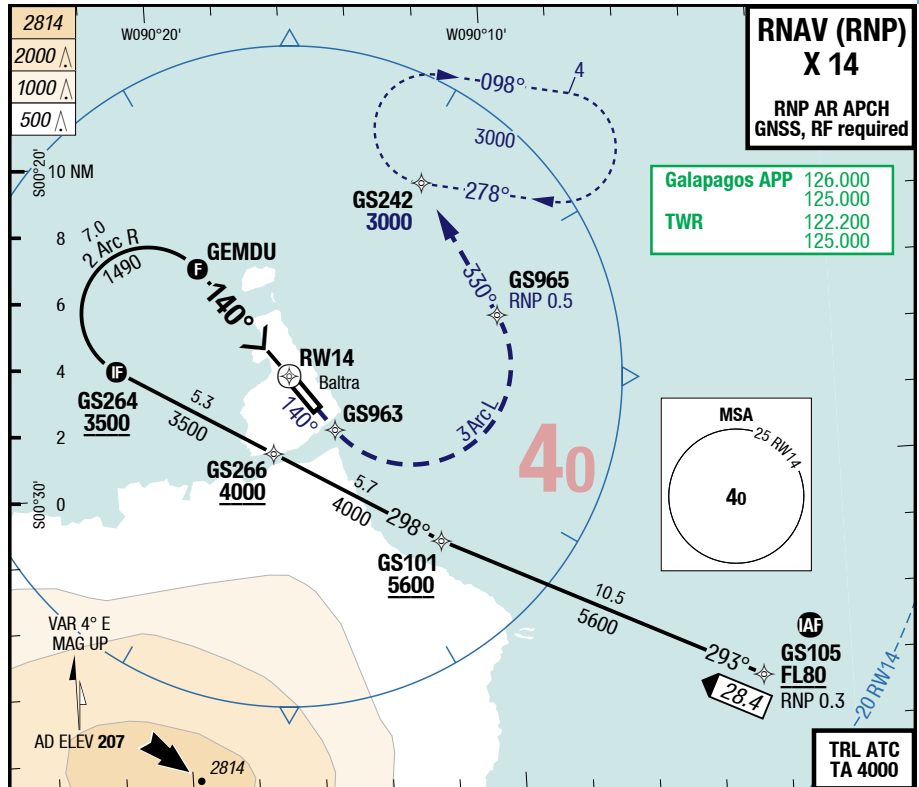 2814
2000
1000
500
W090°20'
W090°10'
RNAV (RNP)
X 14
RNP AR APCH
GNSS, RF required
Galapagos APP 126.000
125.000
TWR 122.200
125.000
098°
4
3000
278°
S00°20'
10 NM
8
6
4
2
0
S00°30'
GS242
3000
330°
GS965
RNP 0.5
7.0
2 Arc R
1490
F
GEMDU
140°
RW14
Baltra
140°
GS963
3 Arc L
IF
GS264
3500
5.3
3500
GS266
4000
5.7
4000
298°
GS101
5600
40
MSA
25 RW14
40
10.5
5600
293°
IAF
GS105
FL80
RNP 0.3
28.4
20 RW14
VAR 4° E
MAG UP
AD ELEV 207
2814
TRL ATC
TA 4000